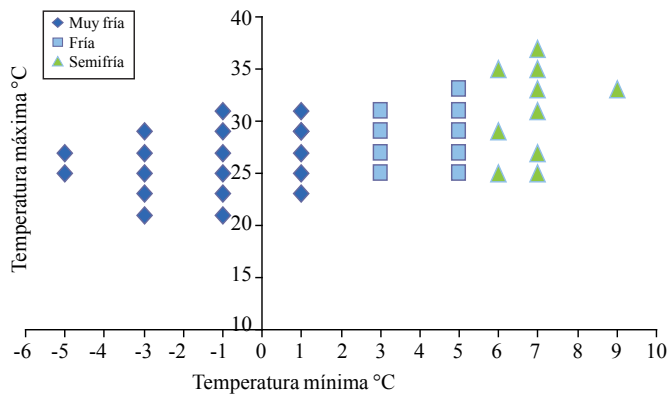 Muy fría
Fría
Semifría
Temperatura máxima °C
40
35
30
25
20
15
10
-6 -5 -4 -3 -2 -1 0 1 2 3 4 5 6 7 8 9 10
Temperatura mínima °C